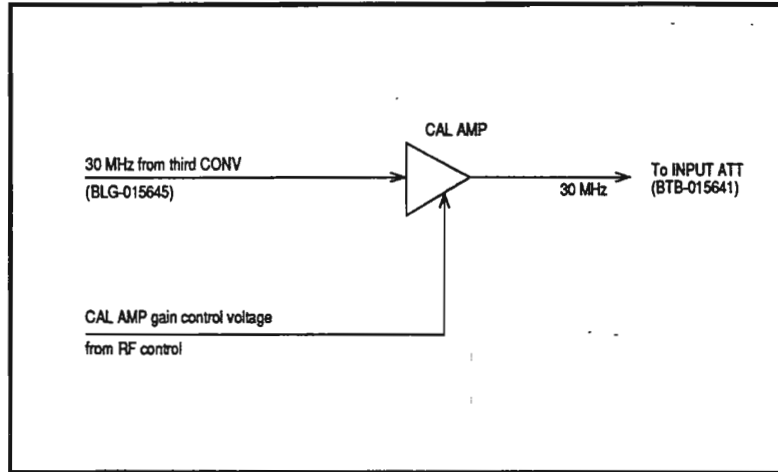 CAL AMP
30 MHz from third CONV
(BLG-015645)
30 MHz
To INPUT ATT
(BTB-015641)
CAL AMP gain control voltage
from RF control